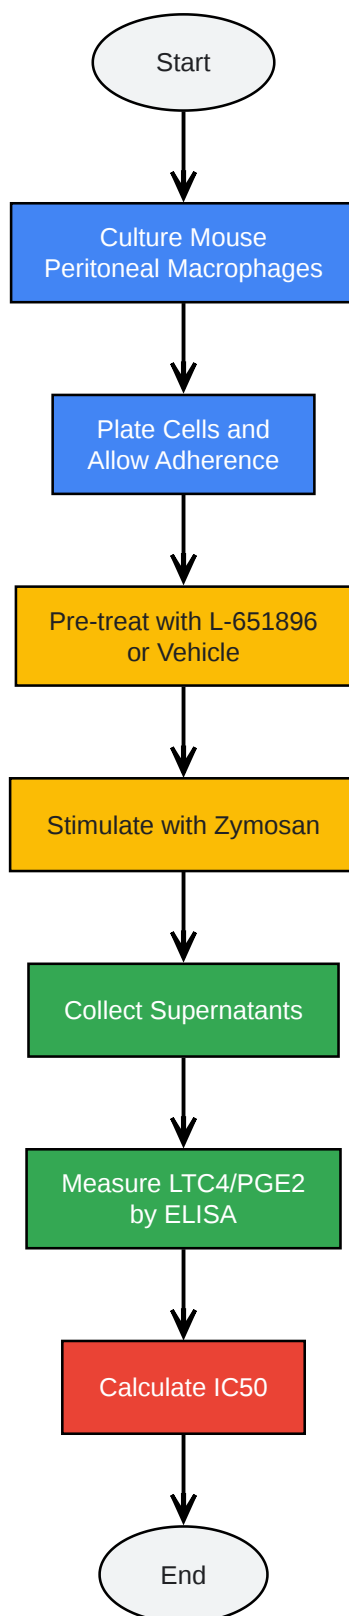 Start
Culture Mouse
Peritoneal Macrophages
Plate Cells and
Allow Adherence
Pre-treat with L-651896
or Vehicle
Stimulate with Zymosan
Collect Supernatants
Measure LTC4/PGE2
by ELISA
Calculate IC50
End